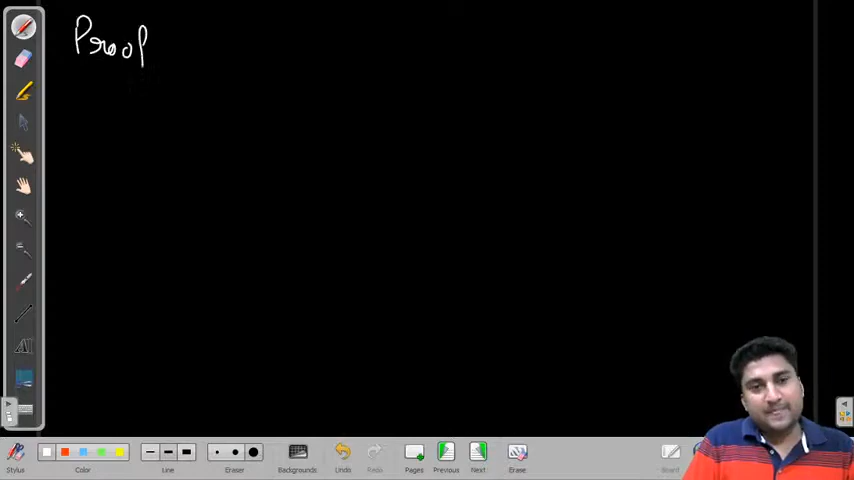 Proof
Stylus
Color
Line
Eraser
Backgrounds
Undo
Redo
Pages
Previous
Next
Erase
Board